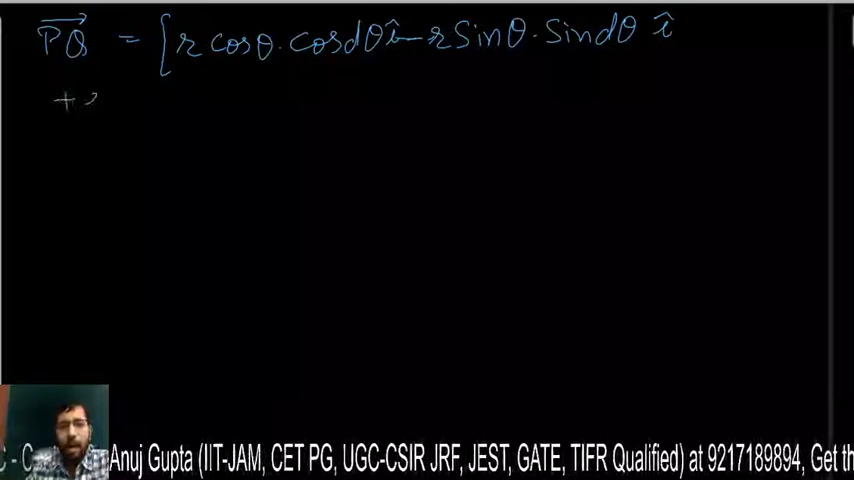 PQ = [r cosθ. cosdθ î - r Sinθ. Sindθ î
+
Anuj Gupta (IIT-JAM, CET PG, UGC-CSIR JRF, JEST, GATE, TIFR Qualified) at 9217189894, Get th